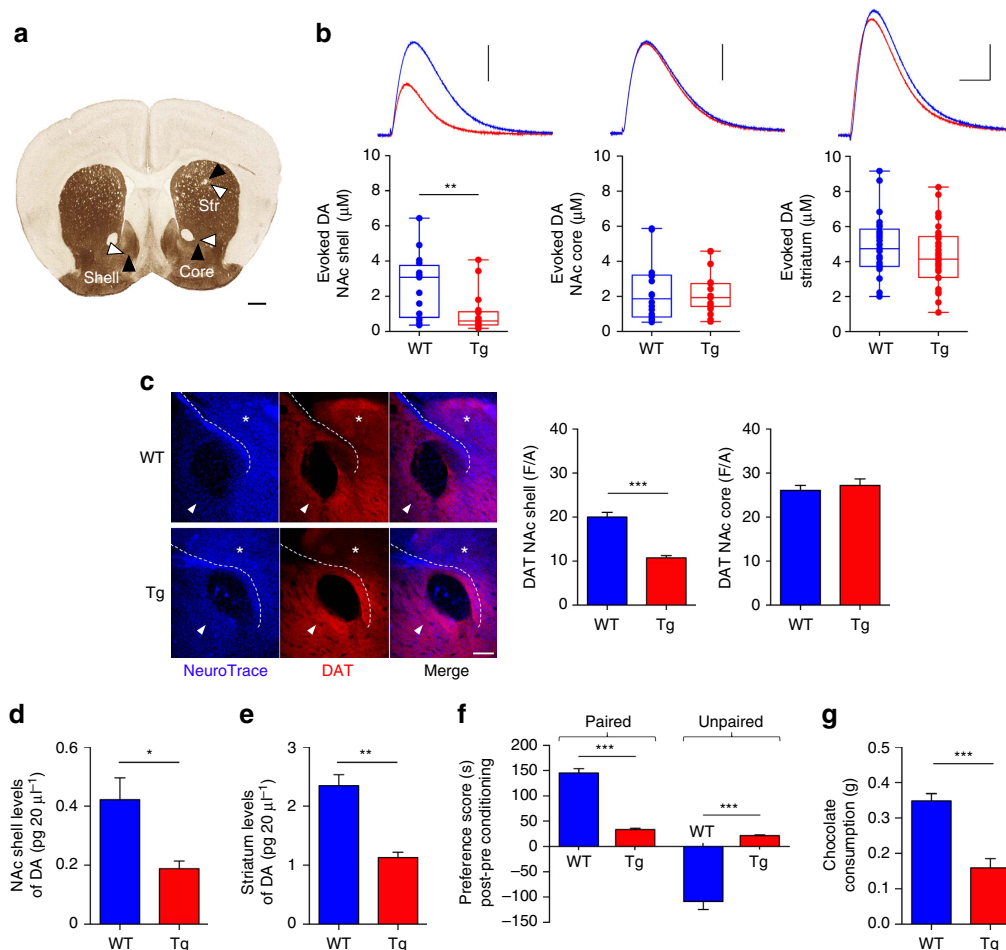 a
Str
Shell
Core
b
10
8
6
4
2
0
Evoked DA
NAc shell (μM)
**
WT
Tg
10
8
6
4
2
0
Evoked DA
NAc core (μM)
WT
Tg
10
8
6
4
2
0
Evoked DA
striatum (μM)
WT
Tg
c
WT
Tg
*
*
*
*
*
*
NeuroTrace
DAT
Merge
40
30
20
10
0
DAT NAc shell (F/A)
***
WT
Tg
40
30
20
10
0
DAT NAc core (F/A)
WT
Tg
d
0.6
0.4
0.2
0
NAc shell levels
of DA (pg 20 μl⁻¹)
*
WT
Tg
e
3
2
1
0
Striatum levels
of DA (pg 20 μl⁻¹)
**
WT
Tg
f
Paired
Unpaired
200
150
100
50
0
−50
−100
−150
Preference score (s)
post-pre conditioning
***
WT
Tg
***
WT
Tg
g
0.5
0.4
0.3
0.2
0.1
0.0
Chocolate
consumption (g)
***
WT
Tg